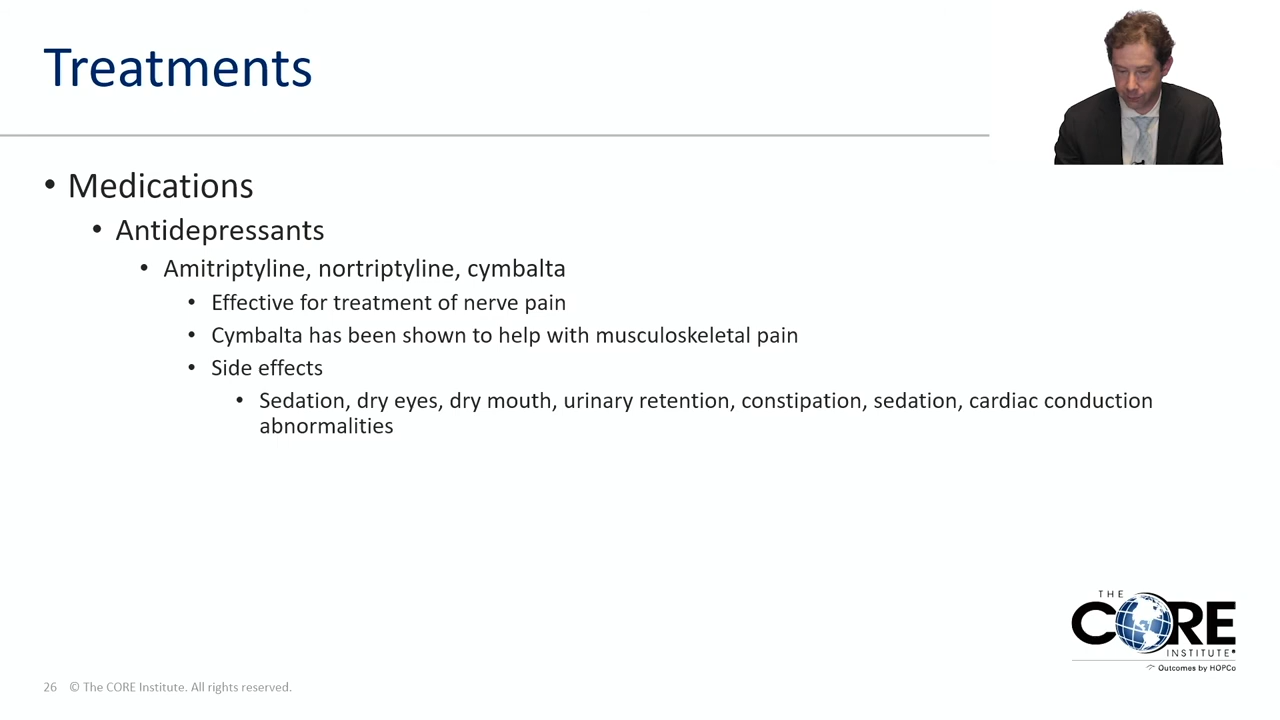 Treatments
• Medications
• Antidepressants
• Amitriptyline, nortriptyline, cymbalta
• Effective for treatment of nerve pain
• Cymbalta has been shown to help with musculoskeletal pain
• Side effects
• Sedation, dry eyes, dry mouth, urinary retention, constipation, sedation, cardiac conduction
abnormalities
THE
CORE
INSTITUTE®
Outcomes by HOPCo
26 © The CORE Institute. All rights reserved.